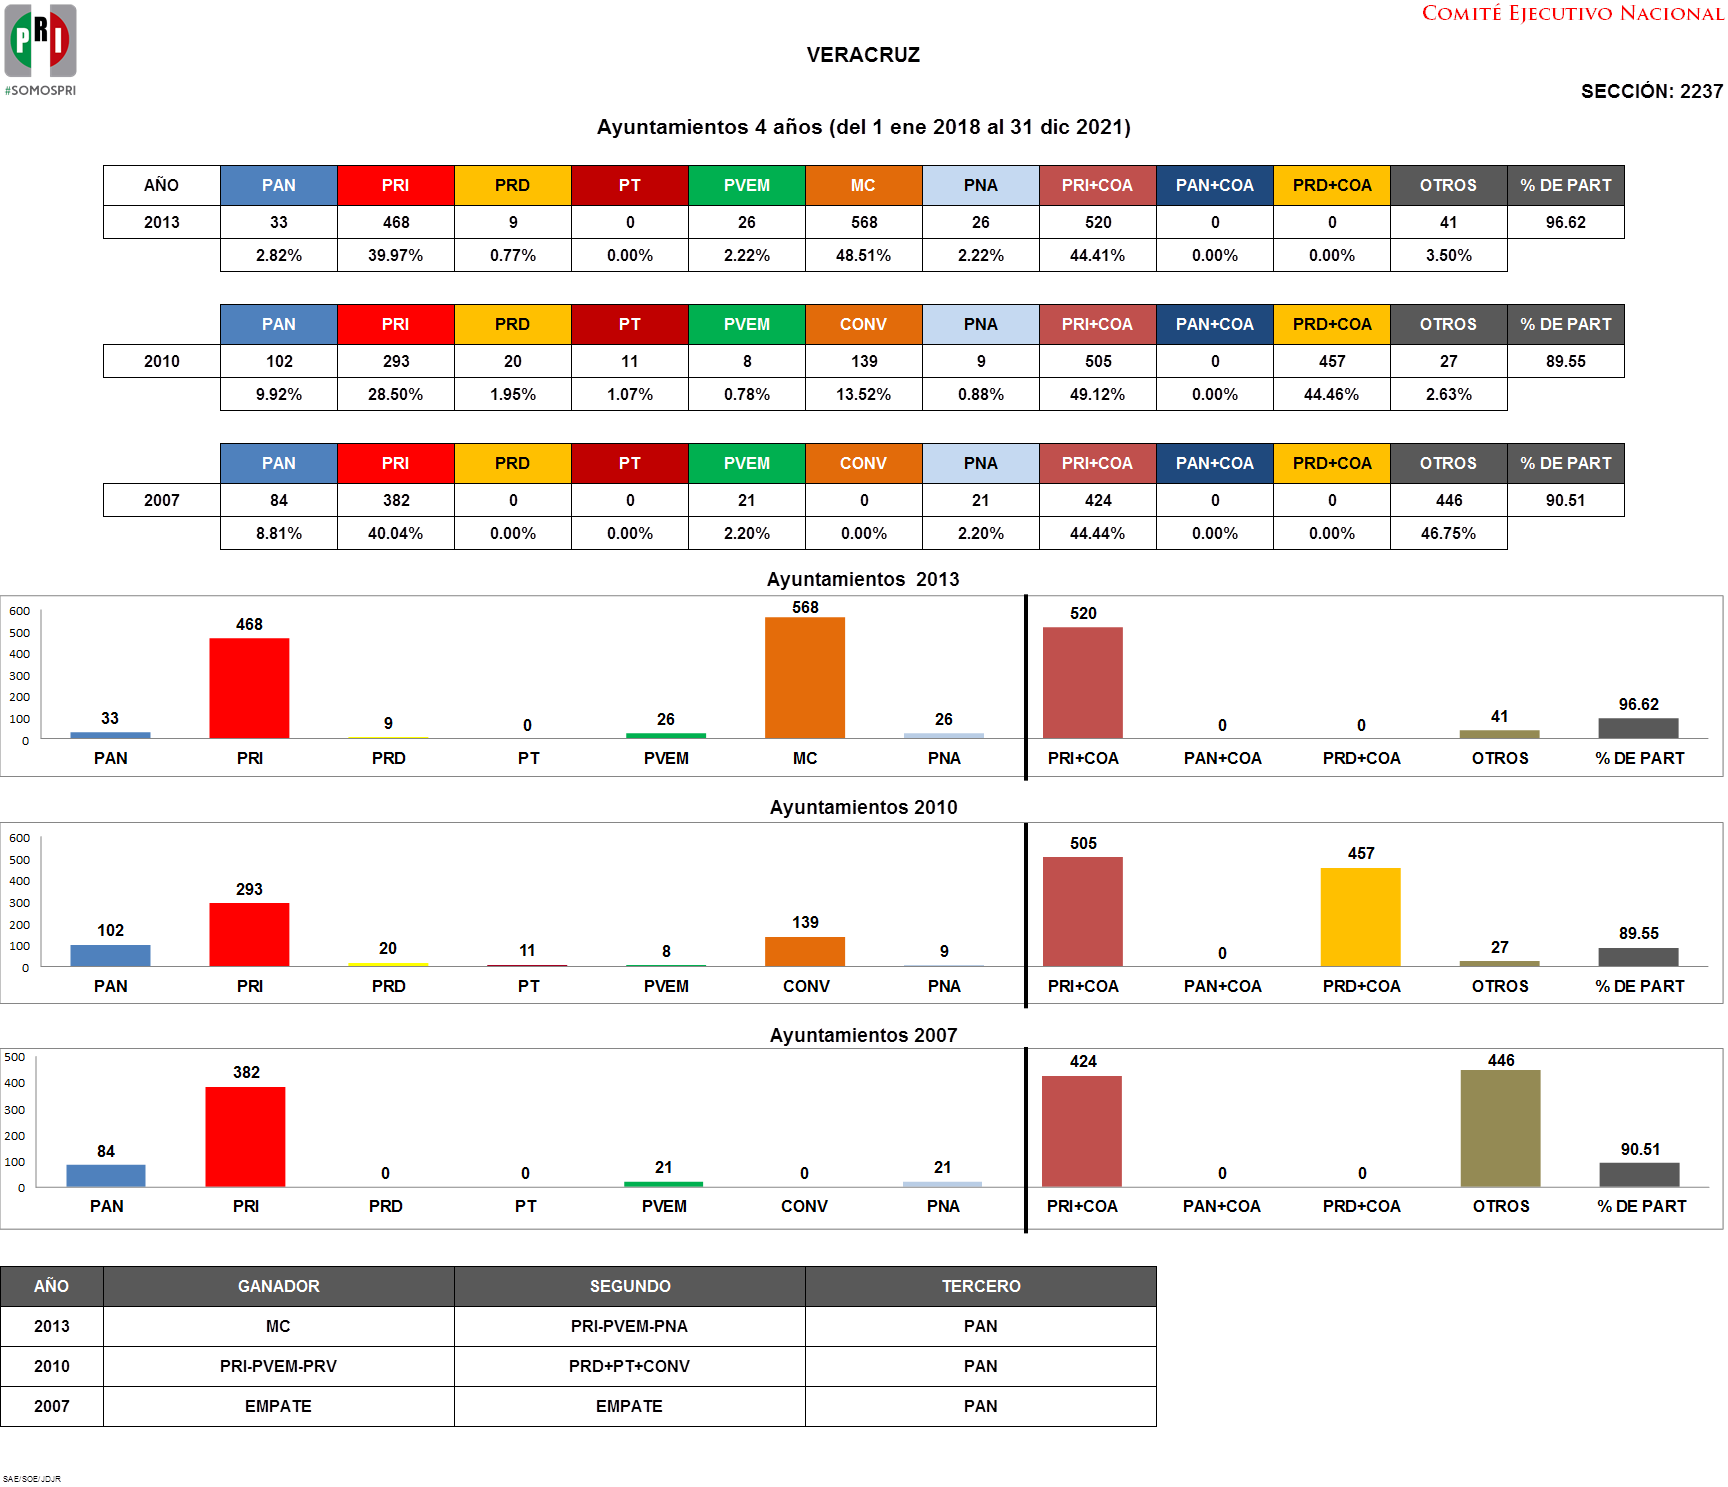 COMITÉ EJECUTIVO NACIONAL
PRI
#SOMOSPRI
VERACRUZ
SECCIÓN: 2237
Ayuntamientos 4 años (del 1 ene 2018 al 31 dic 2021)
AÑO PAN PRI PRD PT PVEM MC PNA PRI+COA PAN+COA PRD+COA OTROS % DE PART
2013 33 468 9 0 26 568 26 520 0 0 41 96.62
2.82% 39.97% 0.77% 0.00% 2.22% 48.51% 2.22% 44.41% 0.00% 0.00% 3.50%
PAN PRI PRD PT PVEM CONV PNA PRI+COA PAN+COA PRD+COA OTROS % DE PART
2010 102 293 20 11 8 139 9 505 0 457 27 89.55
9.92% 28.50% 1.95% 1.07% 0.78% 13.52% 0.88% 49.12% 0.00% 44.46% 2.63%
PAN PRI PRD PT PVEM CONV PNA PRI+COA PAN+COA PRD+COA OTROS % DE PART
2007 84 382 0 0 21 0 21 424 0 0 446 90.51
8.81% 40.04% 0.00% 0.00% 2.20% 0.00% 2.20% 44.44% 0.00% 0.00% 46.75%
Ayuntamientos 2013
600
500
400
300
200
100
0
33 468 9 0 26 568 26 520 0 0 41 96.62
PAN PRI PRD PT PVEM MC PNA PRI+COA PAN+COA PRD+COA OTROS % DE PART
Ayuntamientos 2010
600
500
400
300
200
100
0
102 293 20 11 8 139 9 505 0 457 27 89.55
PAN PRI PRD PT PVEM CONV PNA PRI+COA PAN+COA PRD+COA OTROS % DE PART
Ayuntamientos 2007
500
400
300
200
100
0
84 382 0 0 21 0 21 424 0 0 446 90.51
PAN PRI PRD PT PVEM CONV PNA PRI+COA PAN+COA PRD+COA OTROS % DE PART
AÑO GANADOR SEGUNDO TERCERO
2013 MC PRI-PVEM-PNA PAN
2010 PRI-PVEM-PRV PRD+PT+CONV PAN
2007 EMPATE EMPATE PAN
SAE/SOE/JDJR